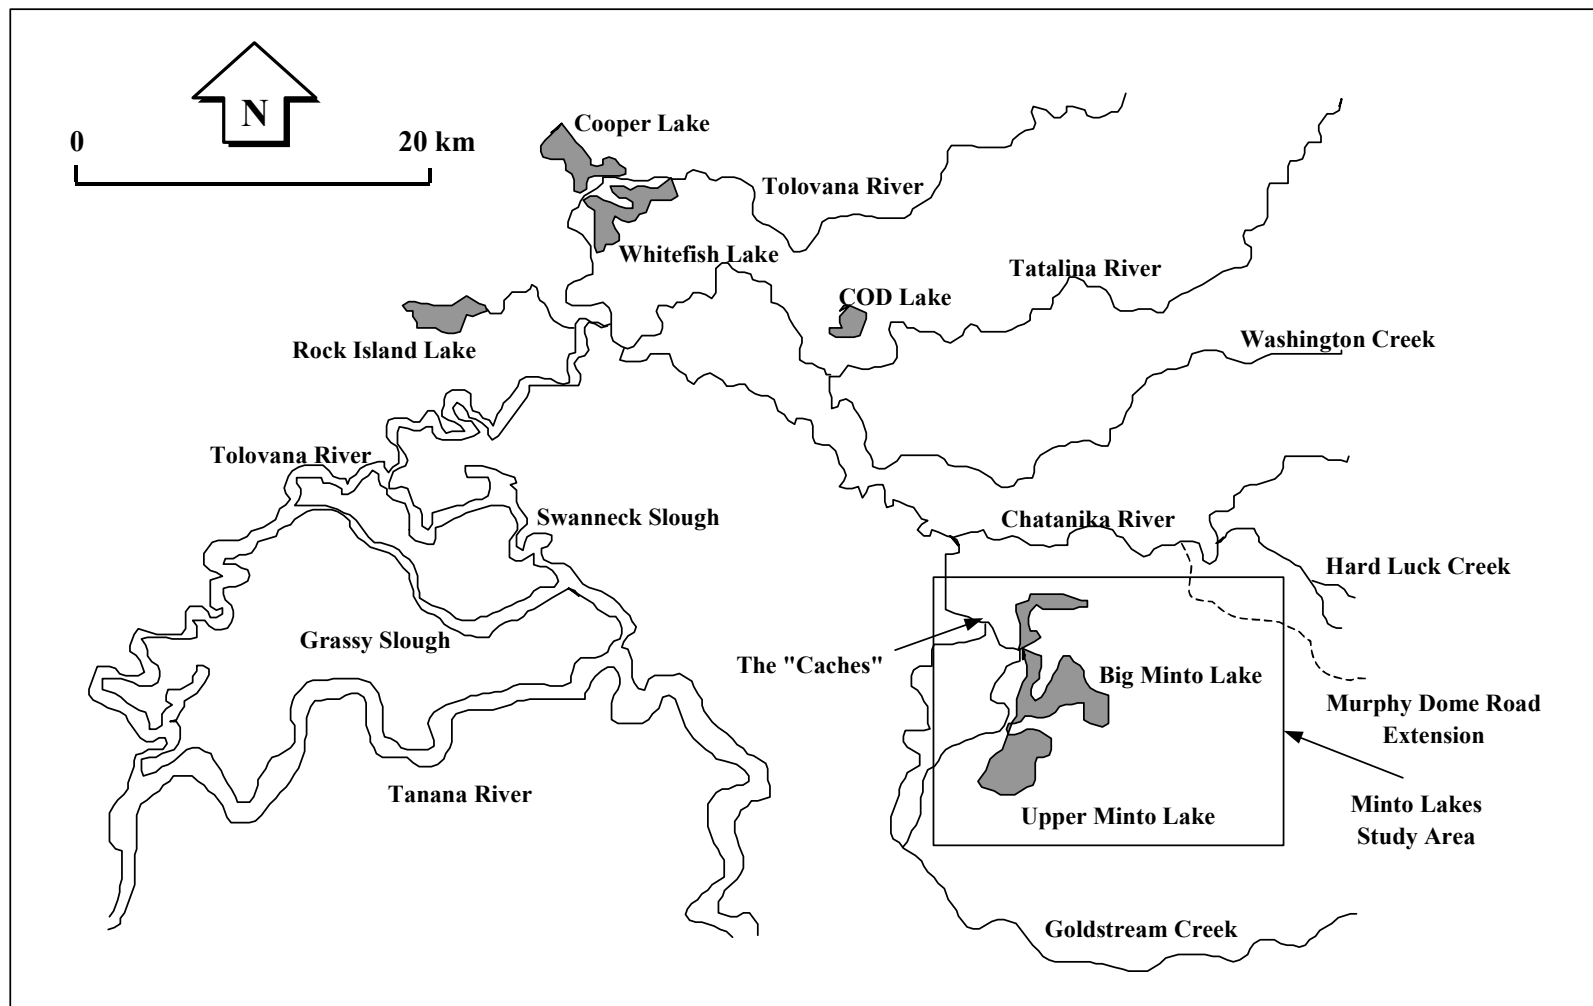 N
0
20 km
Cooper Lake
Tolovana River
Whitefish Lake
Tatalina River
COD Lake
Rock Island Lake
Washington Creek
Tolovana River
Swanneck Slough
Chatanika River
Hard Luck Creek
Grassy Slough
The "Caches"
Big Minto Lake
Murphy Dome Road
Extension
Tanana River
Upper Minto Lake
Minto Lakes
Study Area
Goldstream Creek